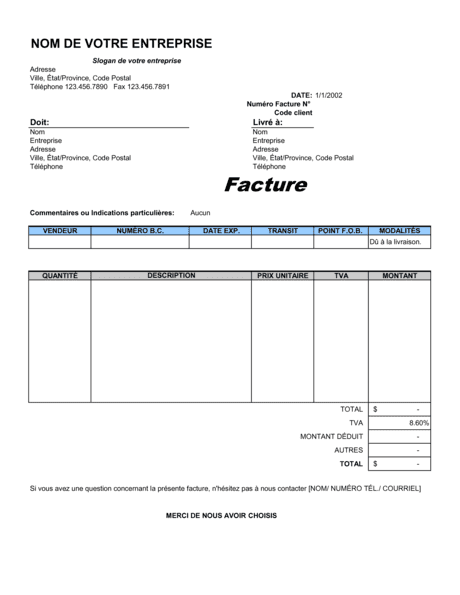 NOM DE VOTRE ENTREPRISE
Slogan de votre entreprise
Adresse
Ville, État/Province, Code Postal
Téléphone 123.456.7890 Fax 123.456.7891
DATE: 1/1/2002
Numéro Facture N°
Code client
Doit: Livré à:
Nom Nom
Entreprise Entreprise
Adresse Adresse
Ville, État/Province, Code Postal Ville, État/Province, Code Postal
Téléphone Téléphone
Facture
Commentaires ou Indications particulières: Aucun
VENDEUR NUMÉRO B.C. DATE EXP. TRANSIT POINT F.O.B. MODALITÉS
Dû à la livraison.
QUANTITÉ DESCRIPTION PRIX UNITAIRE TVA MONTANT
TOTAL $ -
TVA 8.60%
MONTANT DÉDUIT -
AUTRES -
TOTAL $ -
Si vous avez une question concernant la présente facture, n'hésitez pas à nous contacter [NOM/ NUMÉRO TÉL./ COURRIEL]
MERCI DE NOUS AVOIR CHOISIS